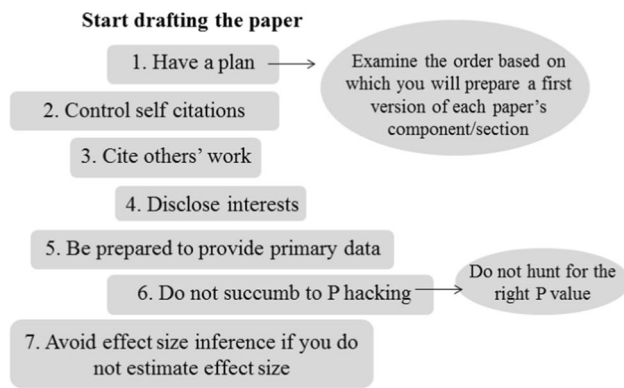 Start drafting the paper
1. Have a plan
Examine the order based on
which you will prepare a first
version of each paper's
component/section
2. Control self citations
3. Cite others' work
4. Disclose interests
5. Be prepared to provide primary data
6. Do not succumb to P hacking
Do not hunt for the
right P value
7. Avoid effect size inference if you do
not estimate effect size